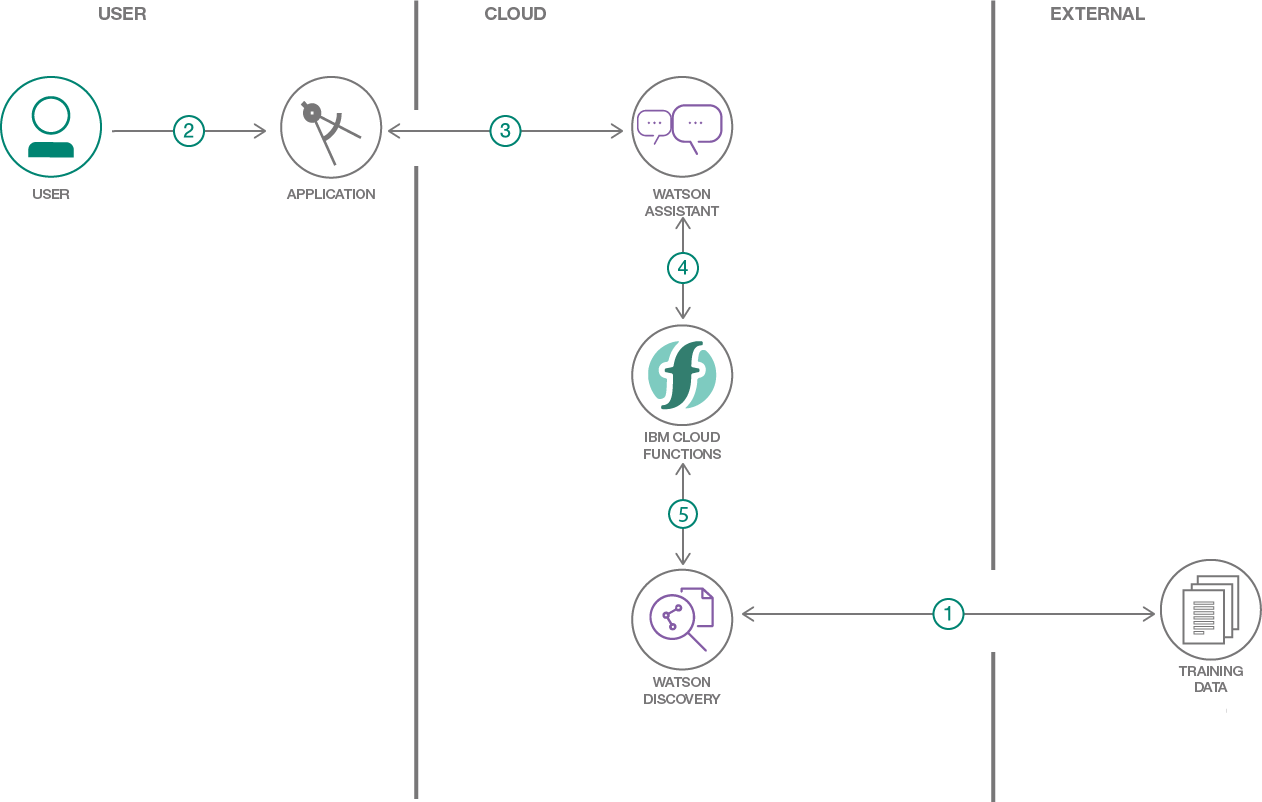 USER
CLOUD
EXTERNAL
2
3
USER
APPLICATION
WATSON
ASSISTANT
4
IBM CLOUD
FUNCTIONS
5
1
WATSON
DISCOVERY
TRAINING
DATA